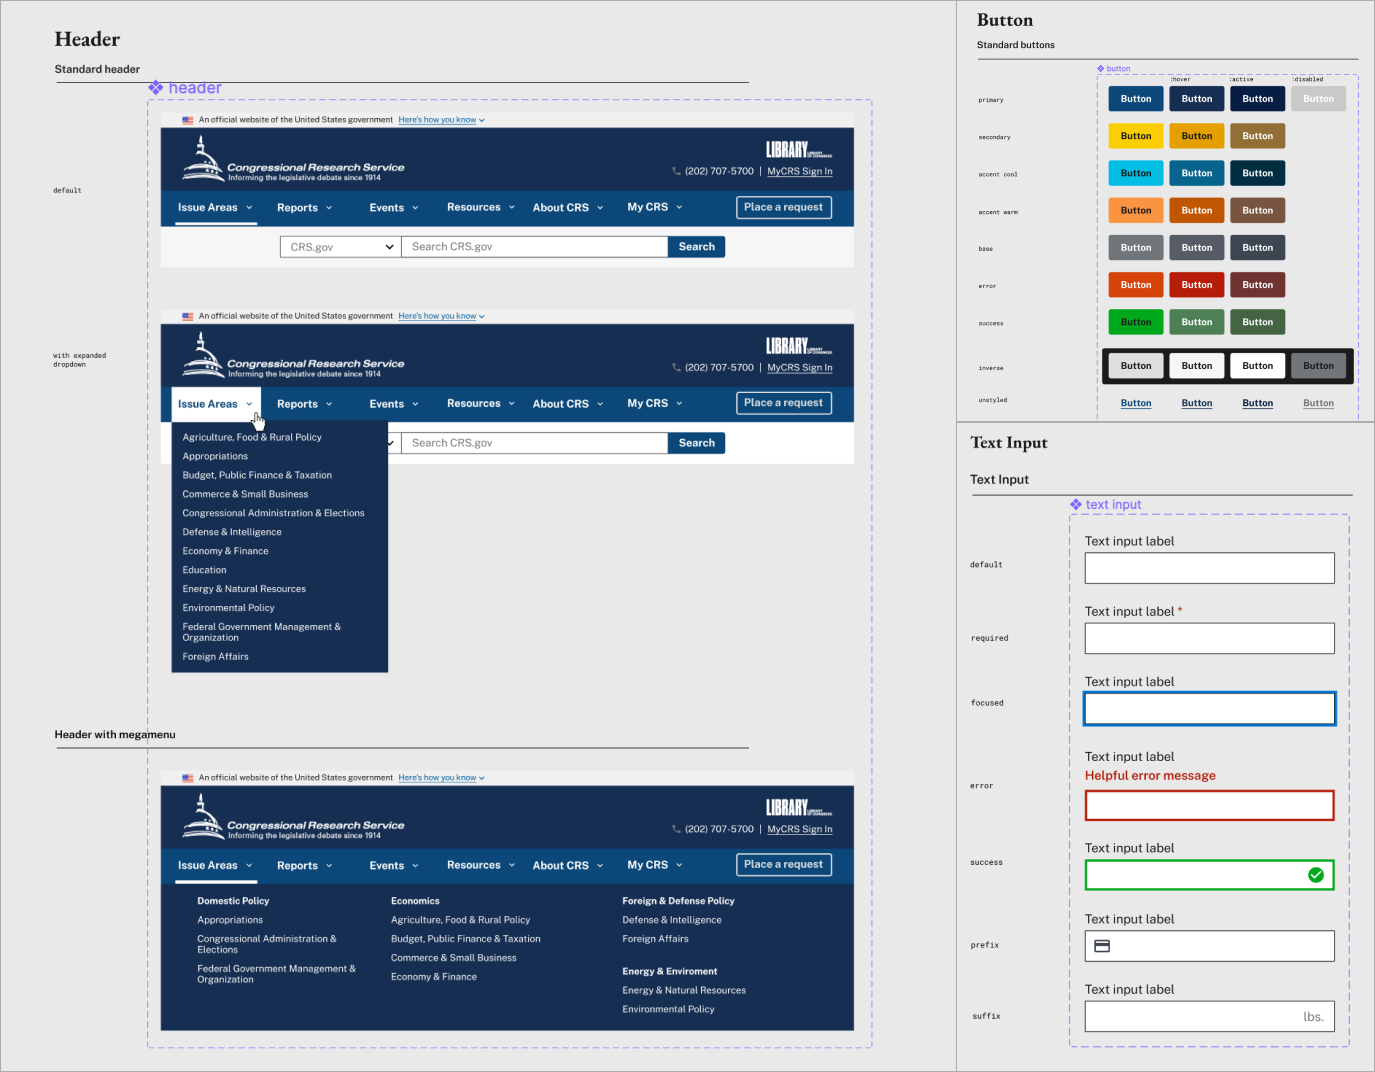 Header
Standard header
header
default
An official website of the United States government Here's how you know
Congressional Research Service
Informing the legislative debate since 1914
LIBRARY
LIBRARY OF CONGRESS
(202) 707-5700 | MyCRS Sign In
Issue Areas Reports Events Resources About CRS My CRS Place a request
CRS.gov Search CRS.gov Search
with expanded
dropdown
An official website of the United States government Here's how you know
Congressional Research Service
Informing the legislative debate since 1914
LIBRARY
(202) 707-5700 | MyCRS Sign In
Issue Areas Reports Events Resources About CRS My CRS Place a request
Search CRS.gov Search
Agriculture, Food & Rural Policy
Appropriations
Budget, Public Finance & Taxation
Commerce & Small Business
Congressional Administration & Elections
Defense & Intelligence
Economy & Finance
Education
Energy & Natural Resources
Environmental Policy
Federal Government Management &
Organization
Foreign Affairs
Header with megamenu
An official website of the United States government Here's how you know
Congressional Research Service
Informing the legislative debate since 1914
LIBRARY
(202) 707-5700 | MyCRS Sign In
Issue Areas Reports Events Resources About CRS My CRS Place a request
Domestic Policy
Appropriations
Congressional Administration &
Elections
Federal Government Management &
Organization
Economics
Agriculture, Food & Rural Policy
Budget, Public Finance & Taxation
Commerce & Small Business
Economy & Finance
Foreign & Defense Policy
Defense & Intelligence
Foreign Affairs
Energy & Enviroment
Energy & Natural Resources
Environmental Policy
Button
Standard buttons
button
:hover :active :disabled
primary Button Button Button Button
secondary Button Button Button
accent cool Button Button Button
accent warm Button Button Button
base Button Button Button
error Button Button Button
success Button Button Button
inverse Button Button Button Button
unstyled Button Button Button Button
Text Input
Text Input
text input
Text input label
default
Text input label *
required
Text input label
focused
Text input label
Helpful error message
error
Text input label
success
Text input label
prefix
Text input label
suffix lbs.